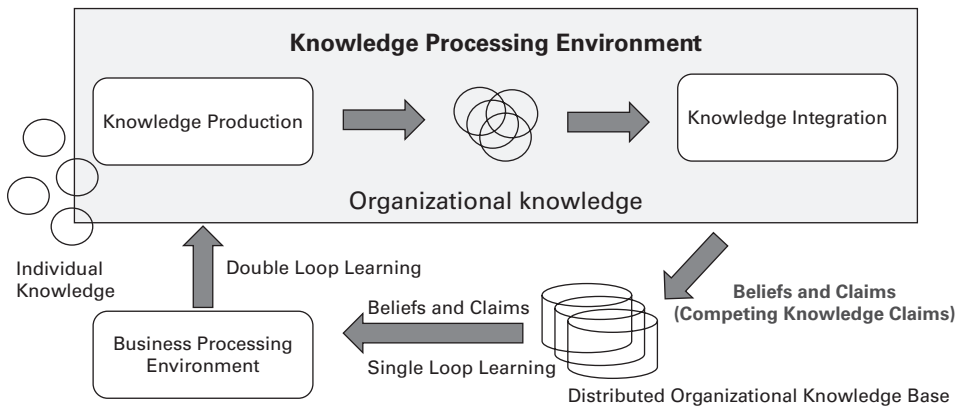 Knowledge Processing Environment
Knowledge Production
Knowledge Integration
Organizational knowledge
Individual
Knowledge
Double Loop Learning
Beliefs and Claims
(Competing Knowledge Claims)
Beliefs and Claims
Business Processing
Environment
Single Loop Learning
Distributed Organizational Knowledge Base